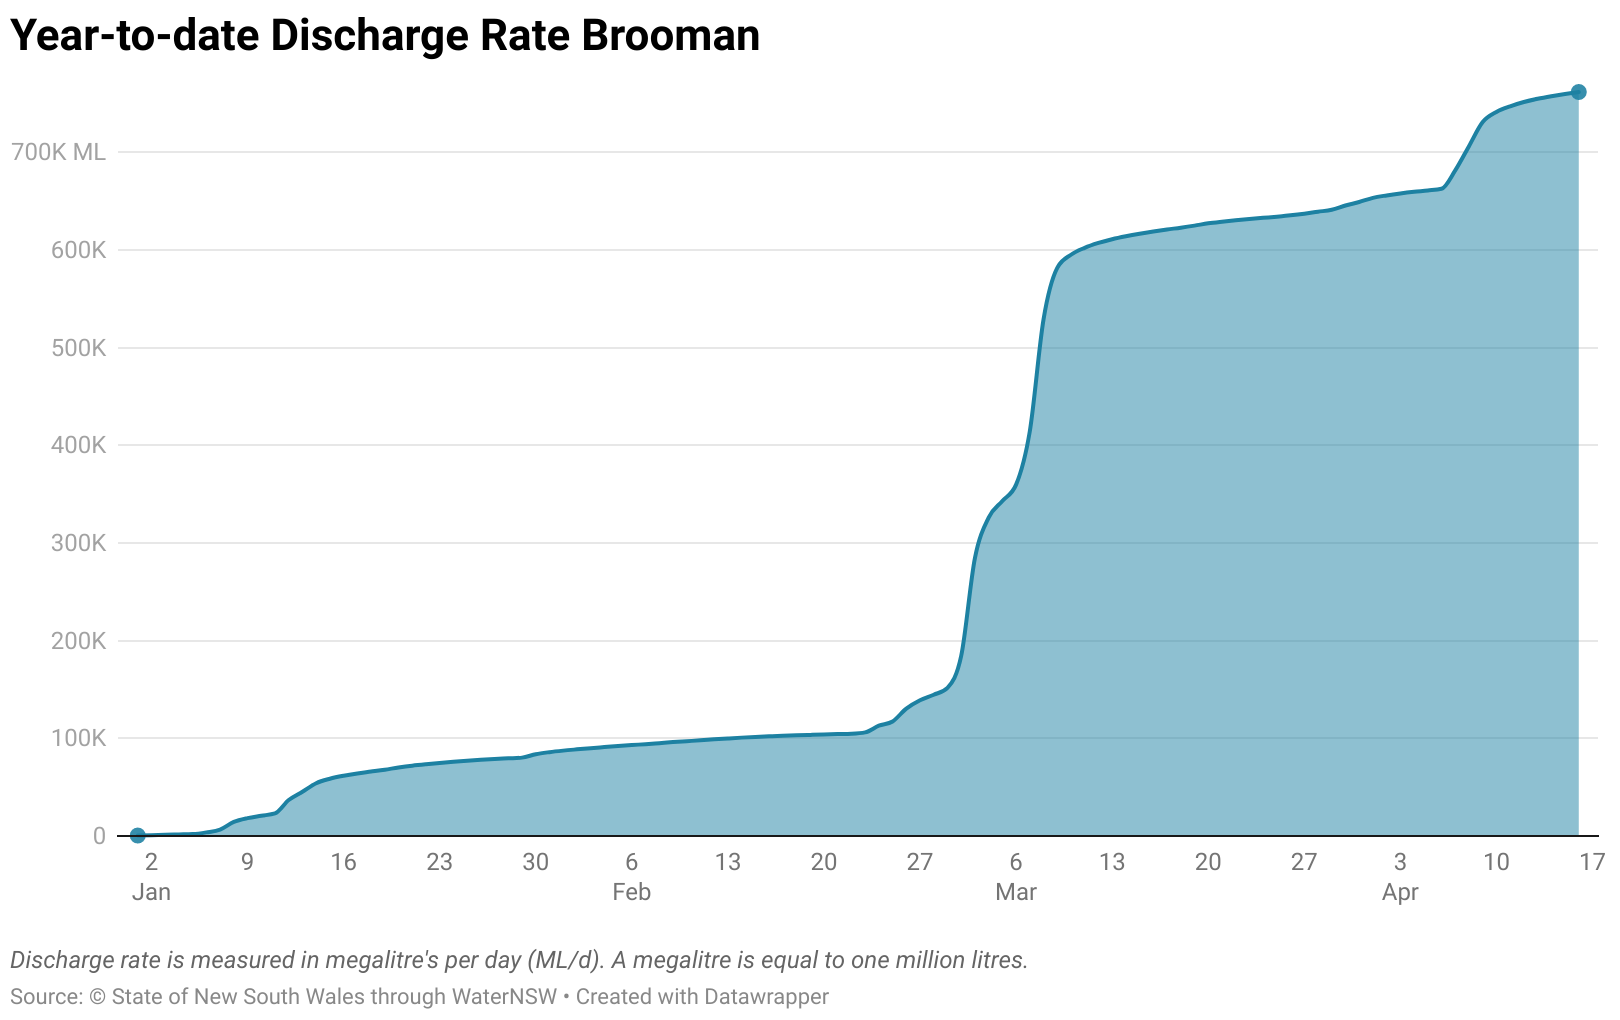 Year-to-date Discharge Rate Brooman
700K ML
600K
500K
400K
300K
200K
100K
0
2 9 16 23 30 6 13 20 27 6 13 20 27 3 10 17
Jan Feb Mar Apr
Discharge rate is measured in megalitre's per day (ML/d). A megalitre is equal to one million litres.
Source: © State of New South Wales through WaterNSW • Created with Datawrapper